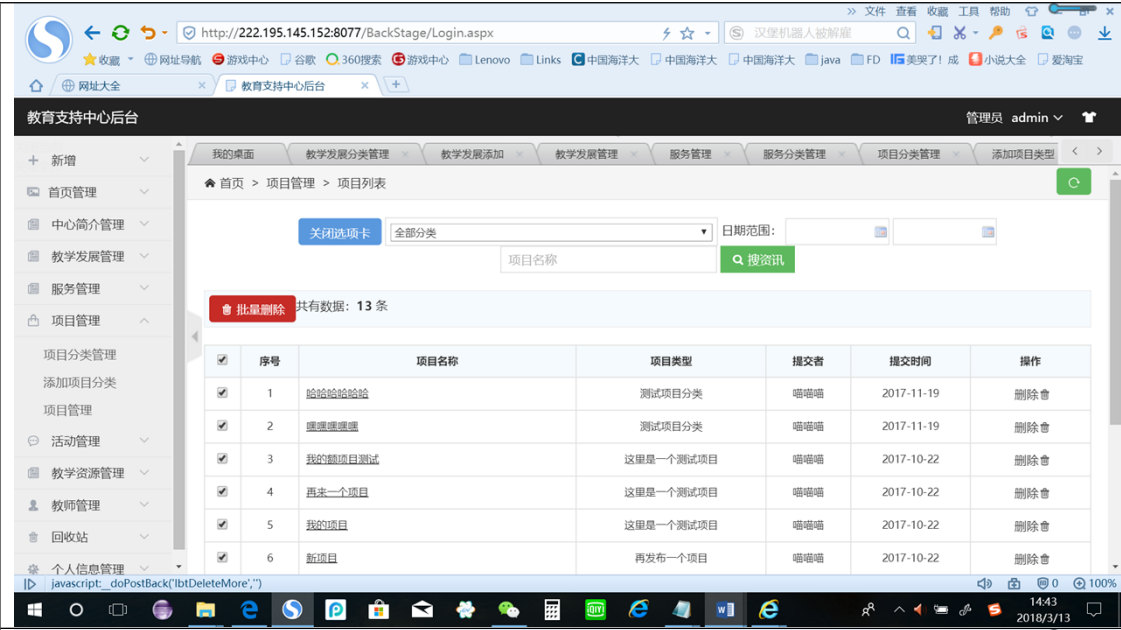 » 文件 查看 收藏 工具 帮助
http://222.195.145.152:8077/BackStage/Login.aspx
汉堡机器人被解雇
收藏 网址导航 游戏中心 谷歌 360搜索 游戏中心 Lenovo Links 中国海洋大 中国海洋大 中国海洋大 java FD 美哭了!成 小说大全 爱淘宝
网址大全 × 教育支持中心后台 × +
教育支持中心后台
管理员 admin
新增
首页管理
中心简介管理
教学发展管理
服务管理
项目管理
项目分类管理
添加项目分类
项目管理
活动管理
教学资源管理
教师管理
回收站
个人信息管理
我的桌面 教学发展分类管理 教学发展添加 教学发展管理 服务管理 服务分类管理 项目分类管理 添加项目类型
首页 > 项目管理 > 项目列表
关闭选项卡 全部分类 日期范围:
项目名称 搜资讯
批量删除 共有数据: 13 条
序号 项目名称 项目类型 提交者 提交时间 操作
1 哈哈哈哈哈哈 测试项目分类 喵喵喵 2017-11-19 删除
2 嘿嘿嘿嘿嘿 测试项目分类 喵喵喵 2017-11-19 删除
3 我的额项目测试 这里是一个测试项目 喵喵喵 2017-10-22 删除
4 再来一个项目 这里是一个测试项目 喵喵喵 2017-10-22 删除
5 我的项目 这里是一个测试项目 喵喵喵 2017-10-22 删除
6 新项目 再发布一个项目 喵喵喵 2017-10-22 删除
javascript:__doPostBack('lbtDeleteMore','')
0 100%
14:43
2018/3/13